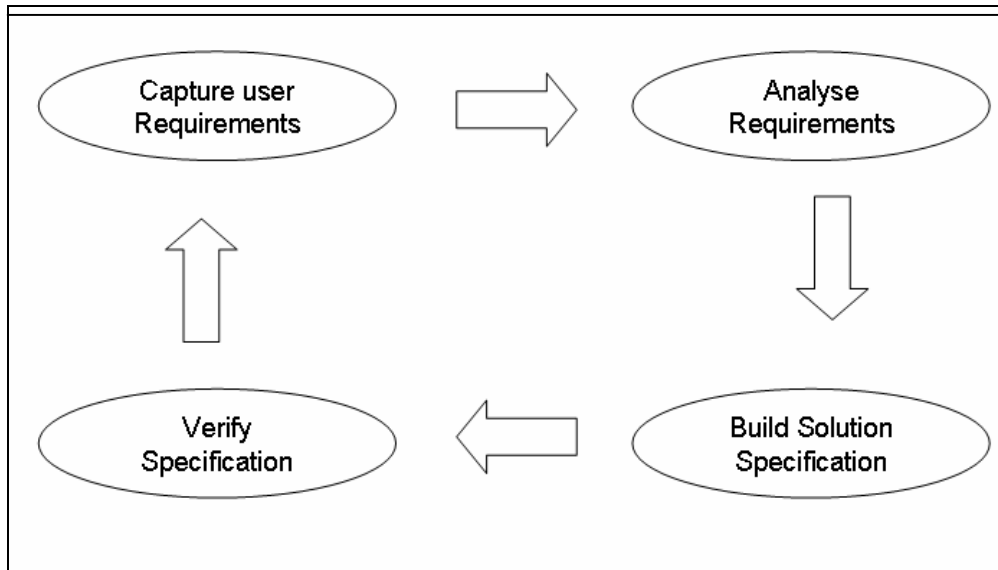 Capture user
Requirements
Analyse
Requirements
Verify
Specification
Build Solution
Specification